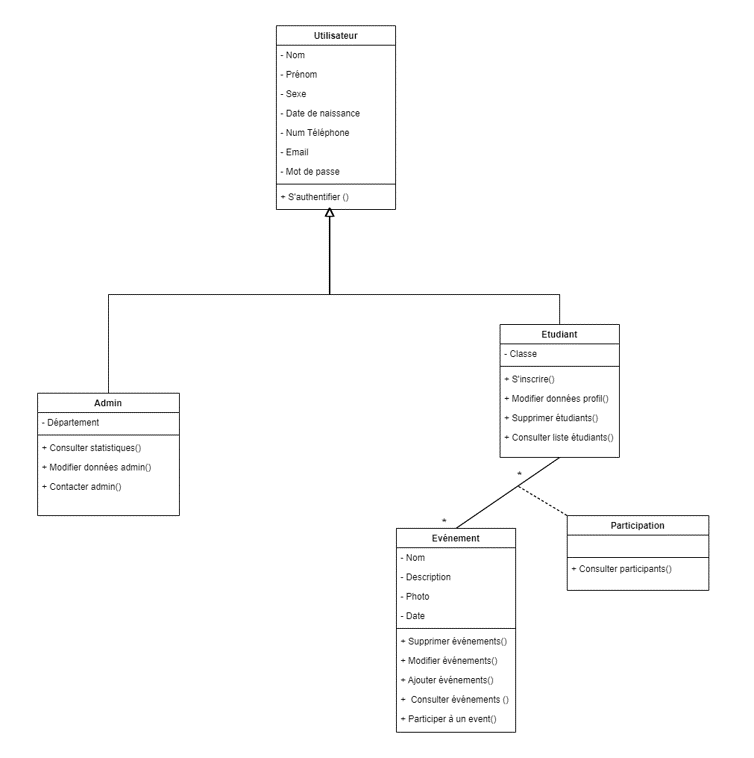 Utilisateur
- Nom
- Prénom
- Sexe
- Date de naissance
- Num Téléphone
- Email
- Mot de passe
+ S'authentifier ()
Etudiant
- Classe
+ S'inscrire()
+ Modifier données profil()
+ Supprimer étudiants()
+ Consulter liste étudiants()
Admin
- Département
+ Consulter statistiques()
+ Modifier données admin()
+ Contacter admin()
*
*
Participation
+ Consulter participants()
Evènement
- Nom
- Description
- Photo
- Date
+ Supprimer évènements()
+ Modifier événements()
+ Ajouter évènements()
+ Consulter événements ()
+ Participer à un event()